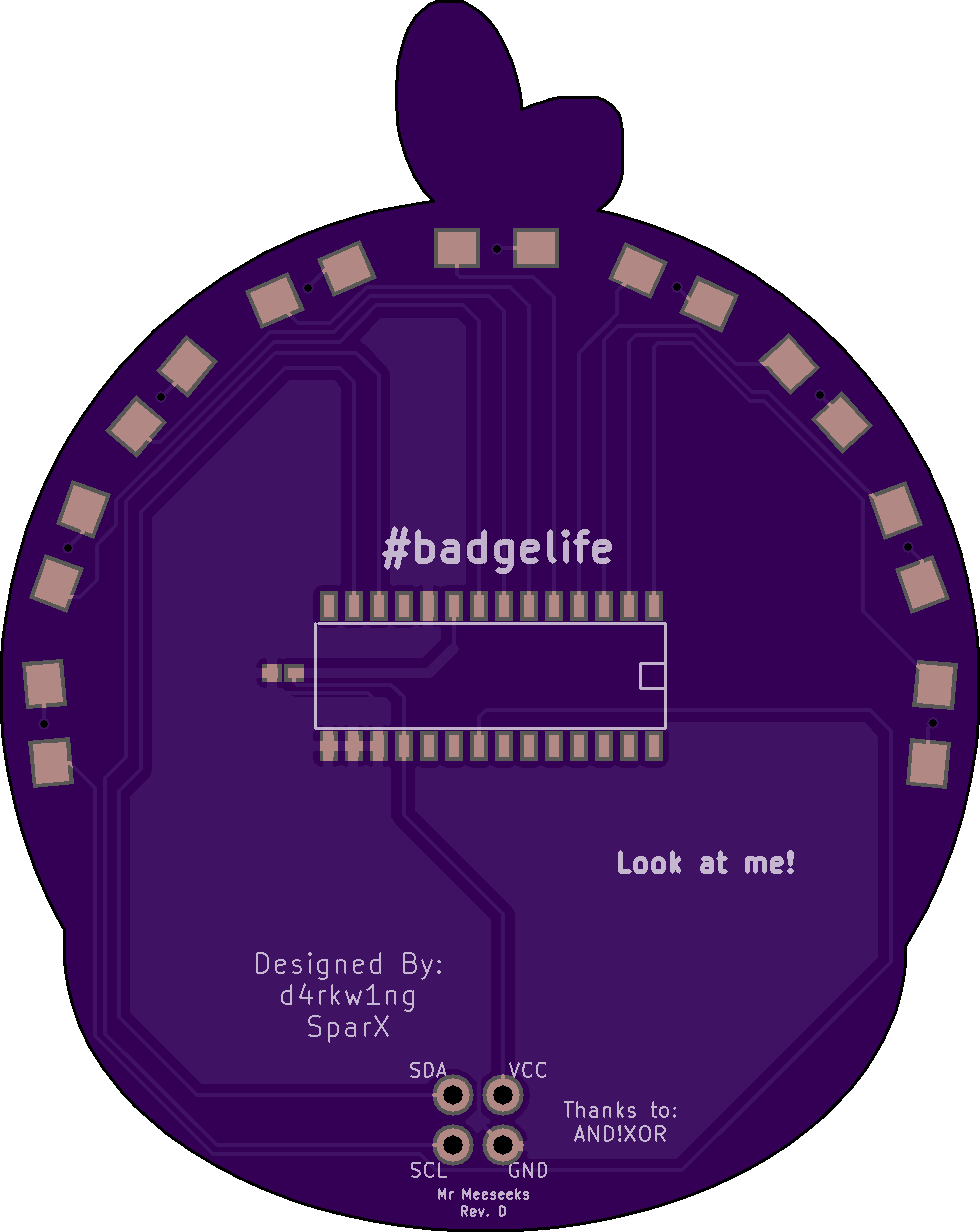 #badgelife
Look at me!
Designed By:
d4rkw1ng
SparX
SDA VCC
Thanks to:
AND!XOR
SCL GND
Mr Meeseeks
Rev. D